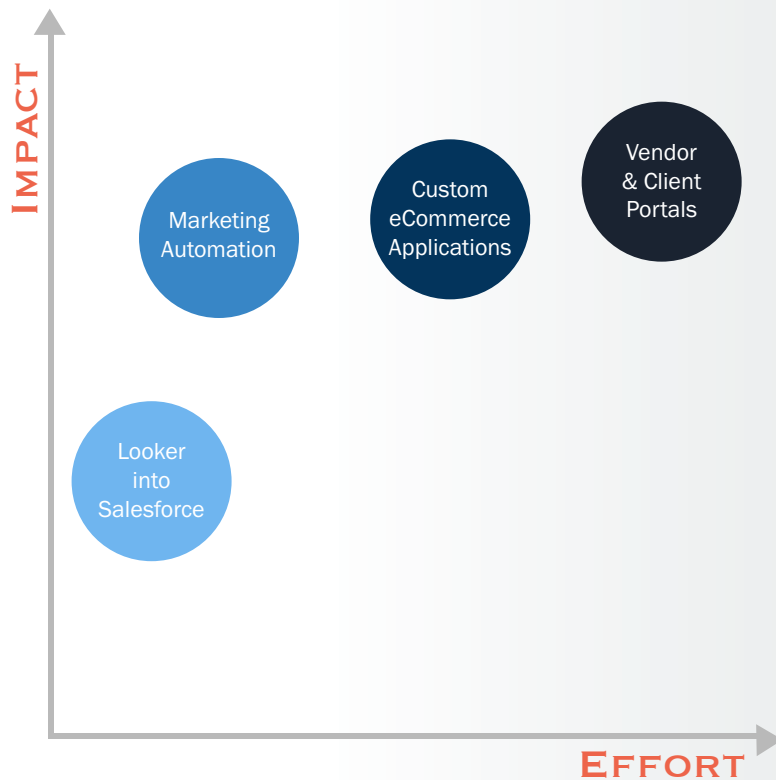 IMPACT
Vendor
& Client
Portals
Custom
eCommerce
Applications
Marketing
Automation
Looker
into
Salesforce
EFFORT